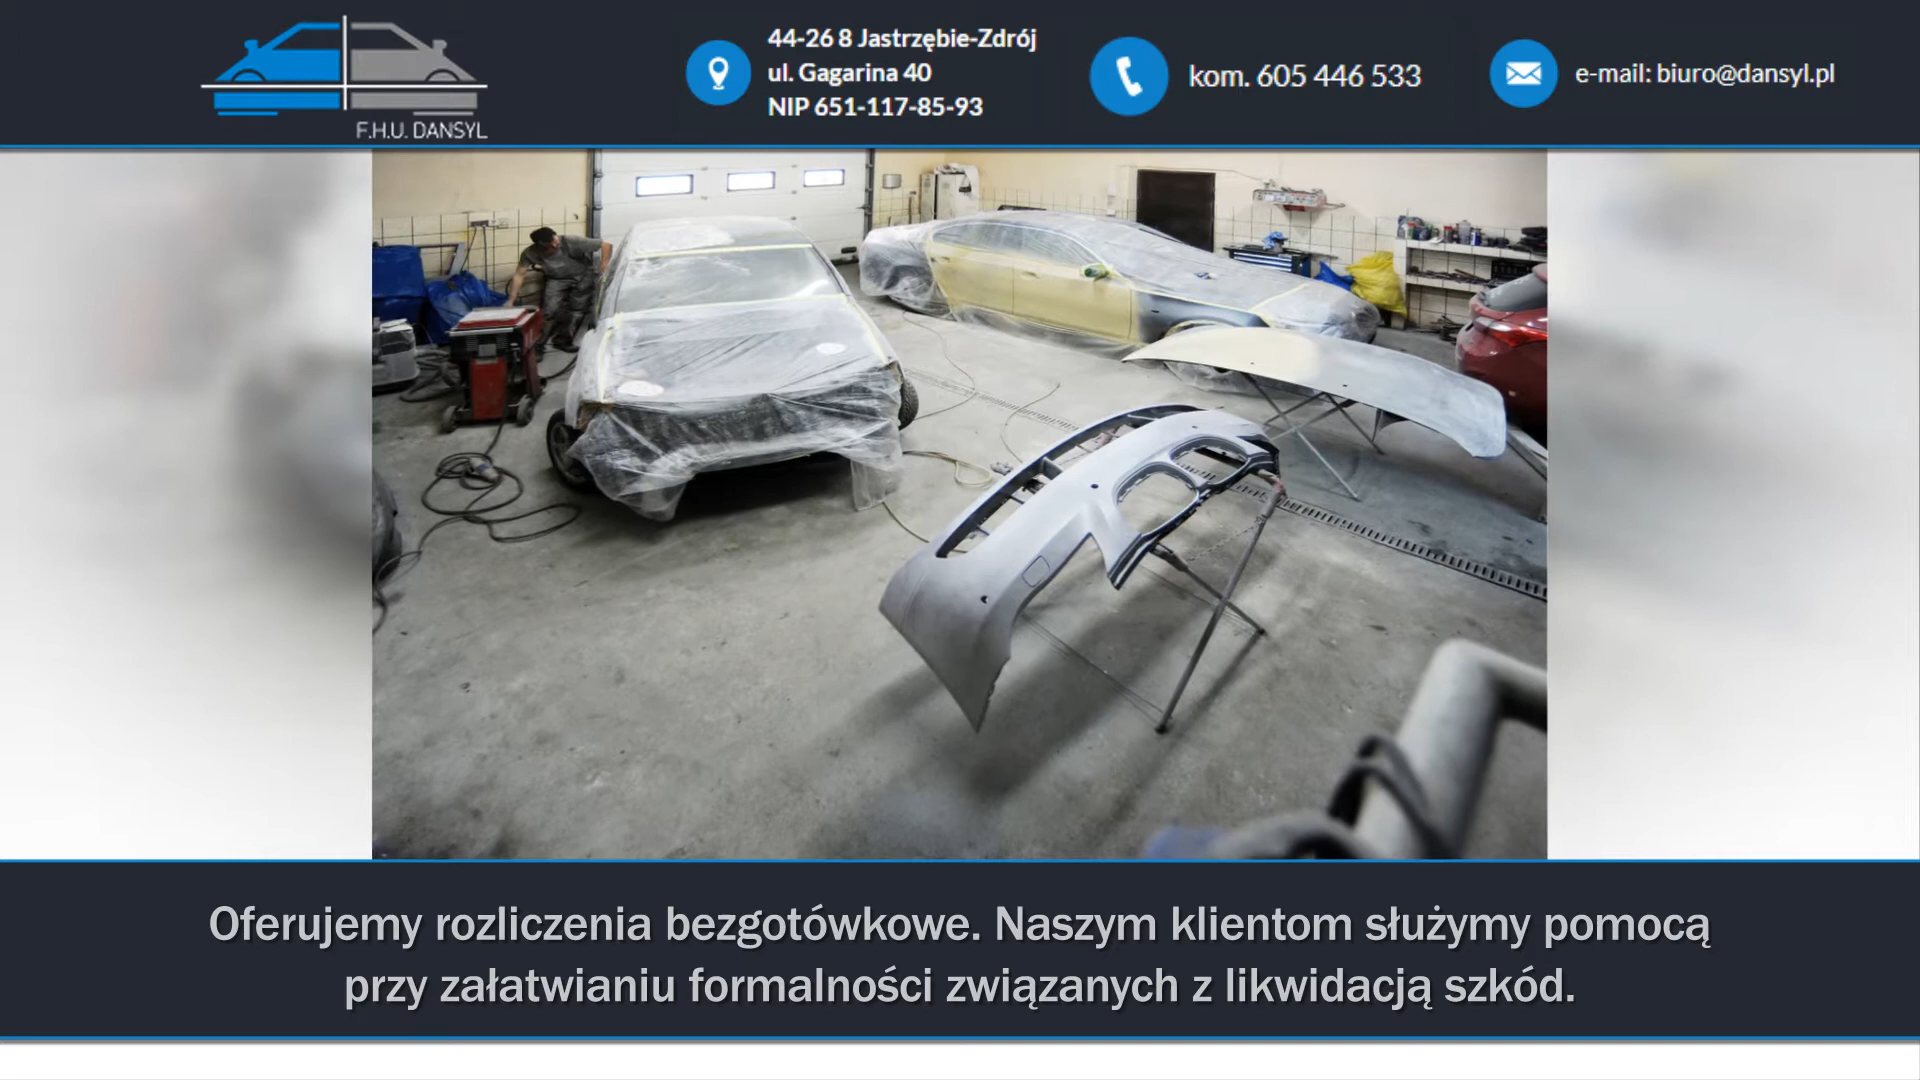 44-26 8 Jastrzębie-Zdrój
ul. Gagarina 40
NIP 651-117-85-93
kom. 605 446 533
e-mail: biuro@dansyl.pl
F.H.U. DANSYL
Oferujemy rozliczenia bezgotówkowe. Naszym klientom służymy pomocą
przy załatwianiu formalności związanych z likwidacją szkód.